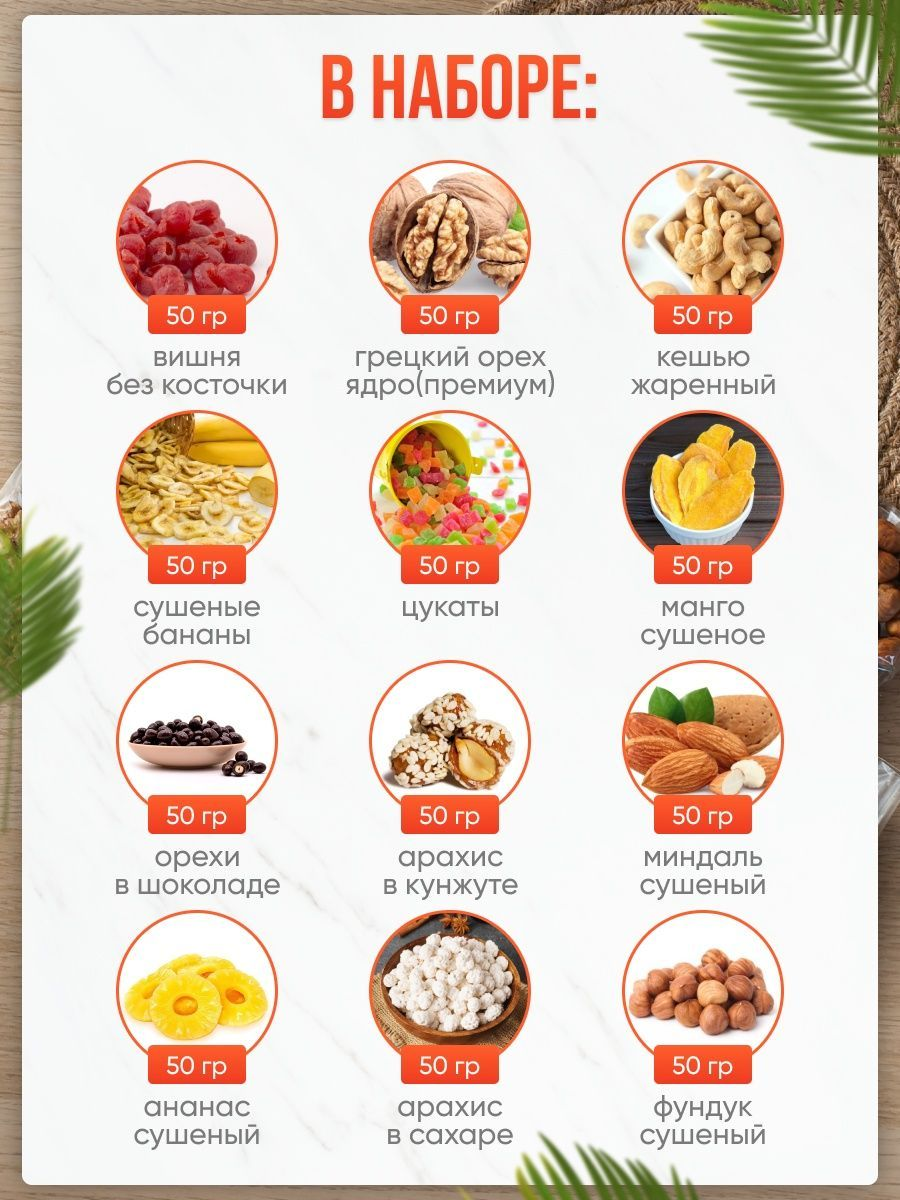 В НАБОРЕ:
50 гр
50 гр
50 гр
вишня
без косточки
грецкий орех
ядро(премиум)
кешью
жаренный
50 гр
50 гр
50 гр
сушеные
бананы
цукаты
манго
сушеное
50 гр
50 гр
50 гр
орехи
в шоколаде
арахис
в кунжуте
миндаль
сушеный
50 гр
50 гр
50 гр
ананас
сушеный
арахис
в сахаре
фундук
сушеный